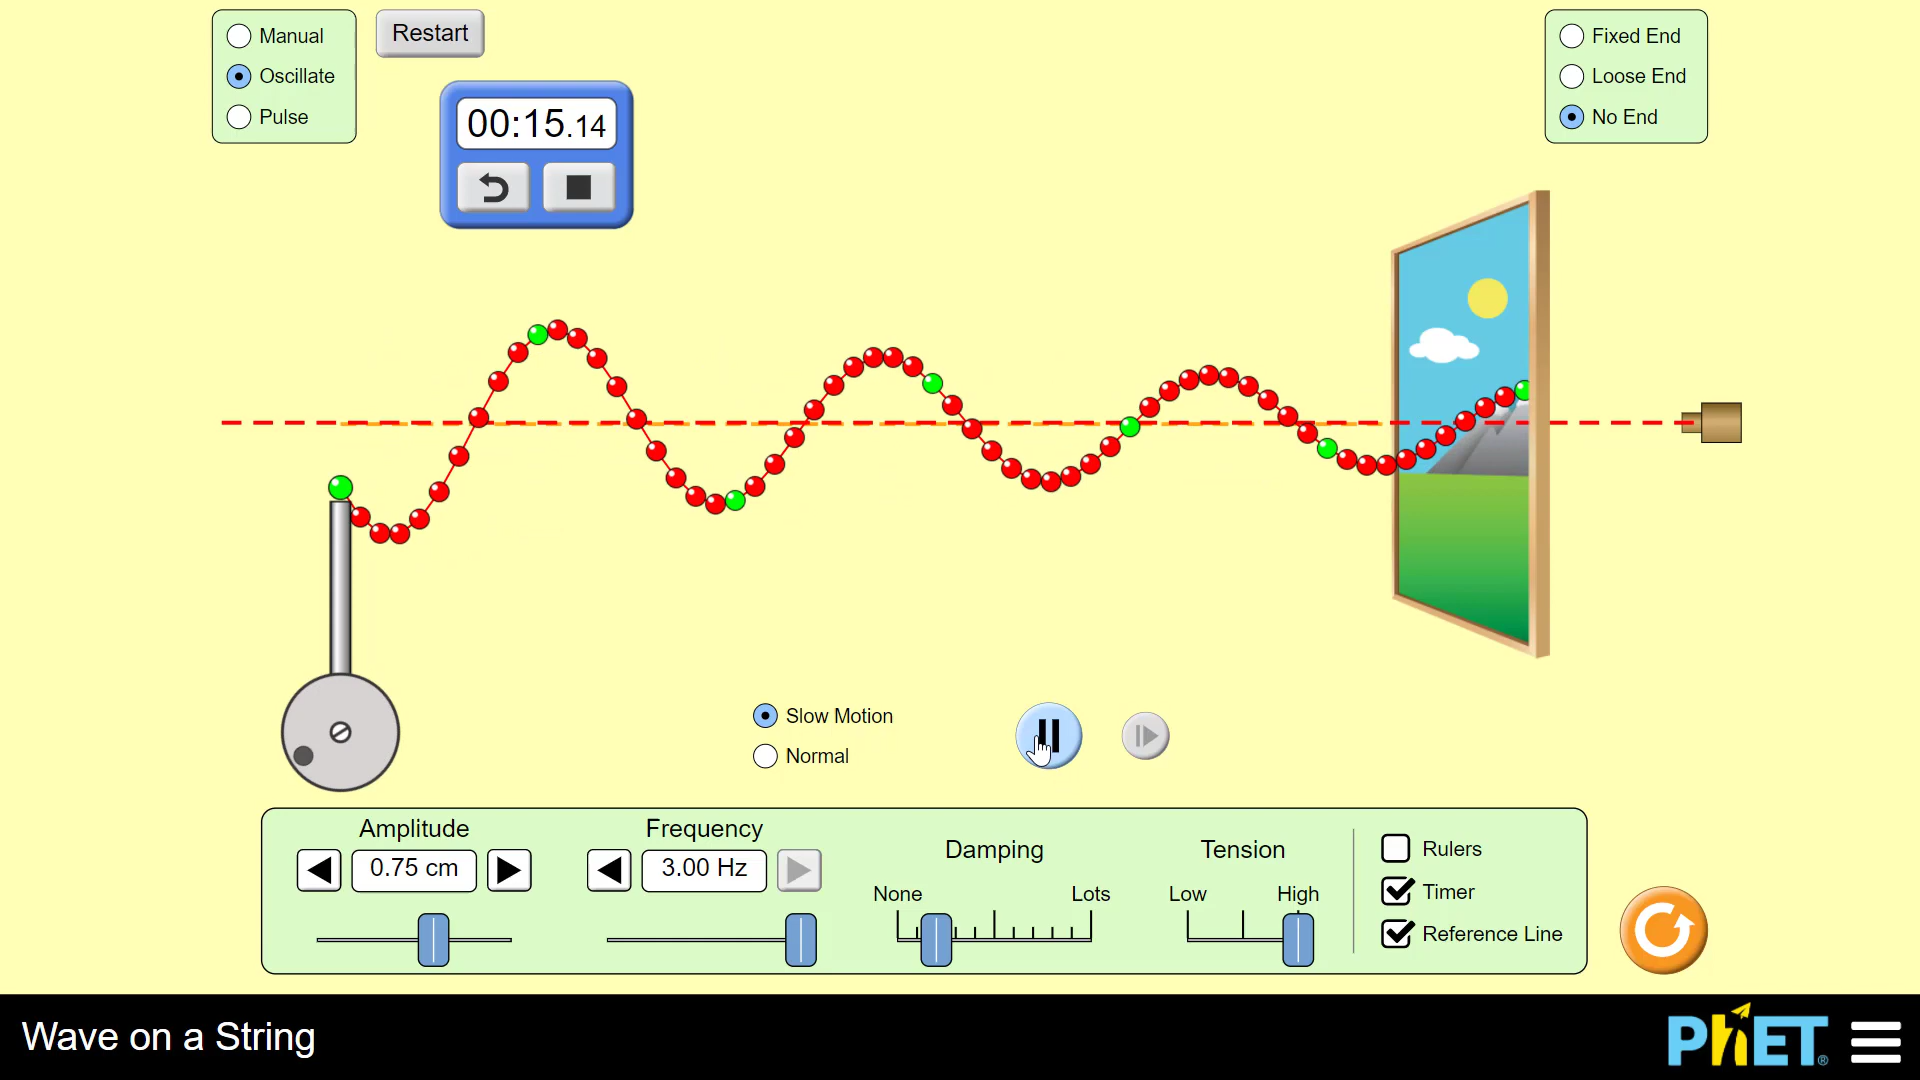 Manual
Oscillate
Pulse
Restart
00:15.14
Fixed End
Loose End
No End
Slow Motion
Normal
Amplitude
0.75 cm
Frequency
3.00 Hz
Damping
None Lots
Tension
Low High
Rulers
Timer
Reference Line
Wave on a String
PhET®